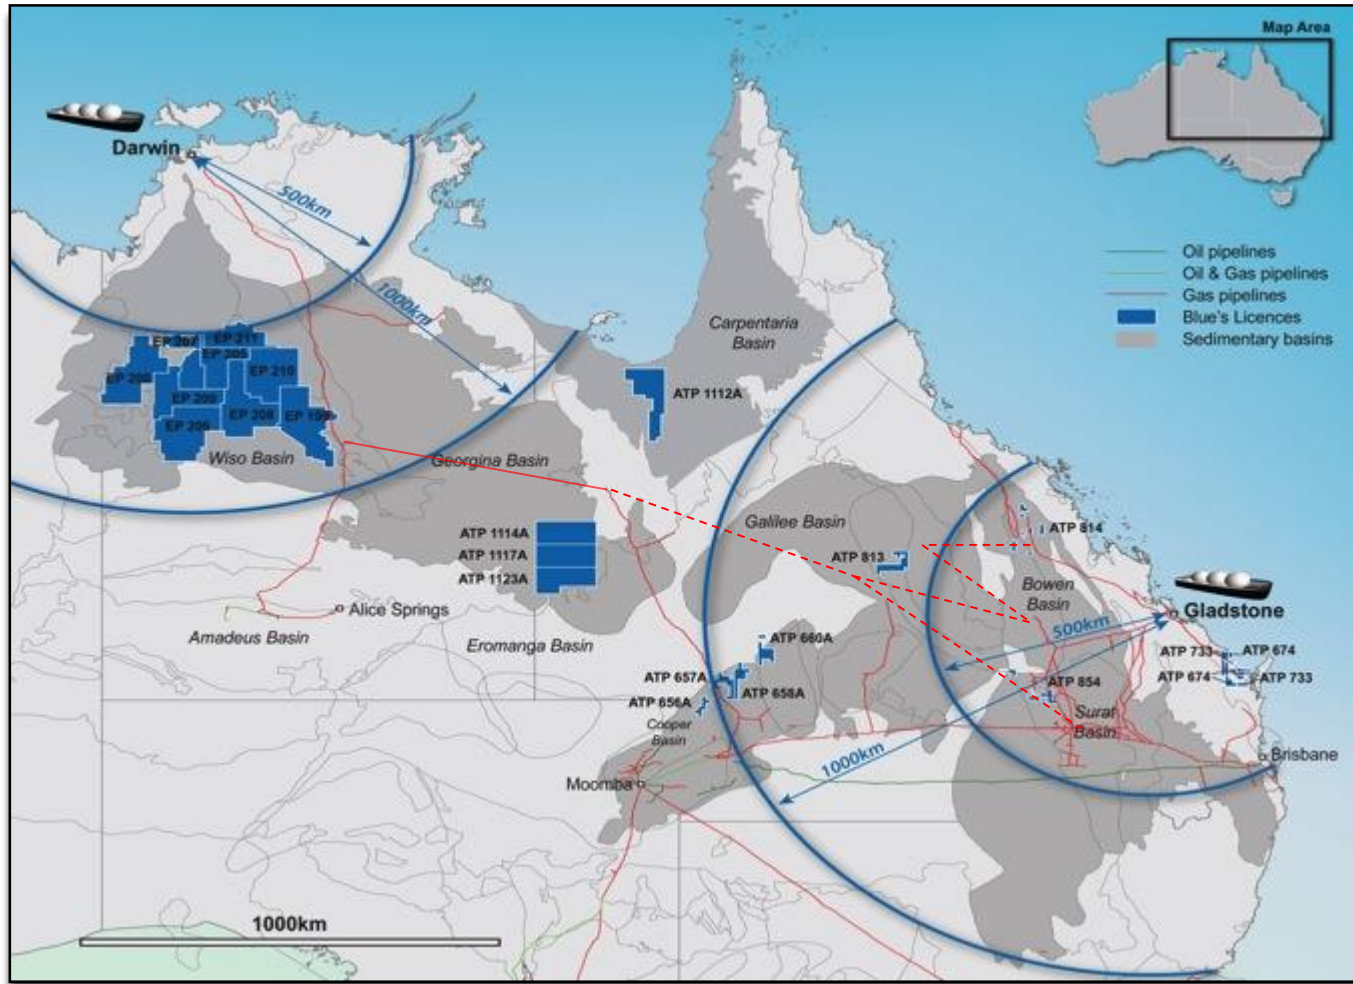 Map Area
Darwin
500km
1000km
Oil pipelines
Oil & Gas pipelines
Gas pipelines
Blue's Licences
Sedimentary basins
Carpentaria
Basin
EP 207
EP 211
EP 205
EP 210
EP 209
EP 208
EP 206
Wiso Basin
ATP 1112A
Georgina Basin
Galilee Basin
ATP 1114A
ATP 1117A
ATP 1123A
ATP 813
ATP 814
Bowen
Basin
Alice Springs
Amadeus Basin
Eromanga Basin
Gladstone
500km
ATP 660A
ATP 657A
ATP 658A
ATP 656A
Cooper
Basin
ATP 733
ATP 674
ATP 674
ATP 733
ATP 854
Surat
Basin
1000km
Brisbane
Moomba
1000km